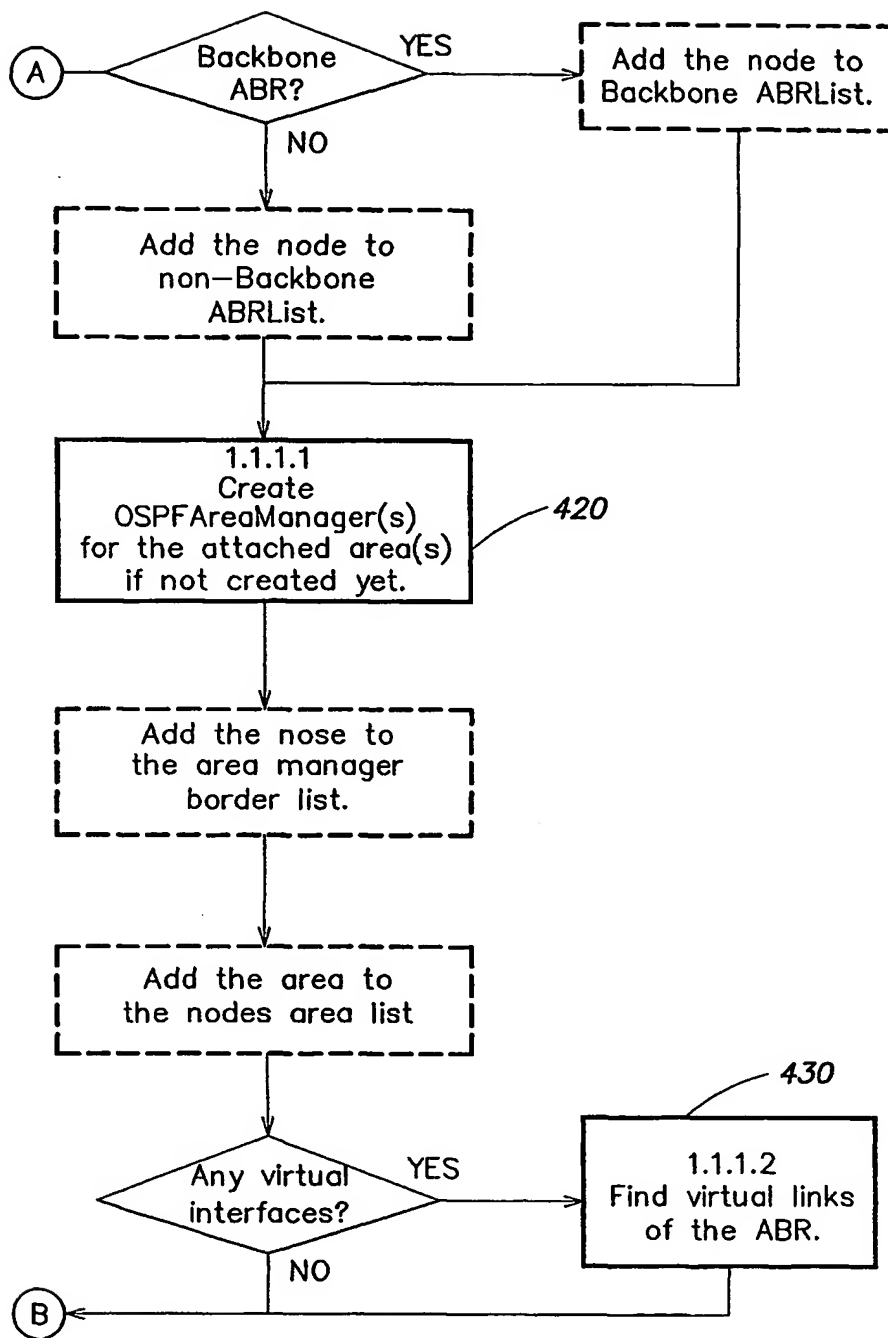 A
Backbone
ABR?
YES
Add the node to
Backbone ABRList.
NO
Add the node to
non-Backbone
ABRList.
1.1.1.1
Create
OSPFAreaManager(s)
for the attached area(s)
if not created yet.
420
Add the nose to
the area manager
border list.
Add the area to
the nodes area list
430
Any virtual
interfaces?
YES
1.1.1.2
Find virtual links
of the ABR.
NO
B